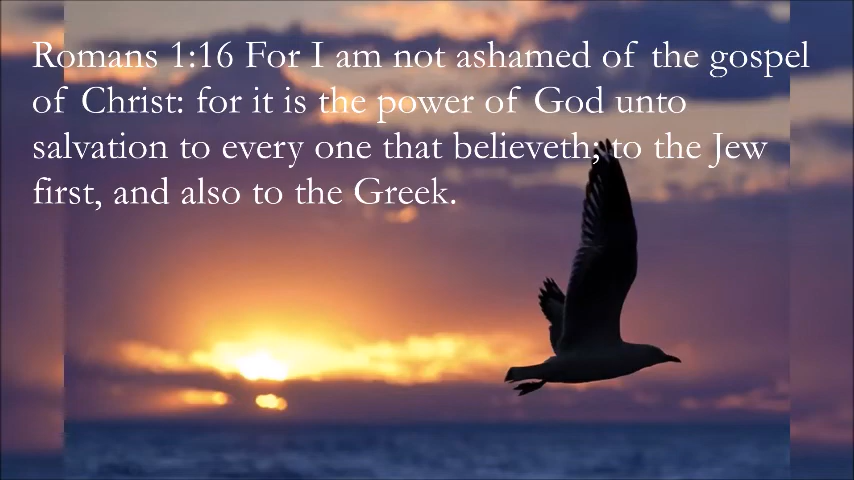 Romans 1:16 For I am not ashamed of the gospel
of Christ: for it is the power of God unto
salvation to every one that believeth; to the Jew
first, and also to the Greek.